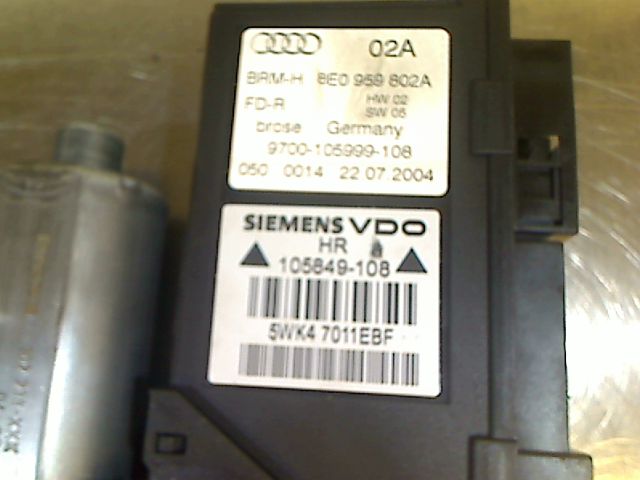 02A
BRM-H 8E0 959 802A
FD-R HW 02
SW 05
brose Germany
9700-105999-108
050 0014 22.07.2004
SIEMENS VDO
HR
105849-108
5WK4 7011EBF